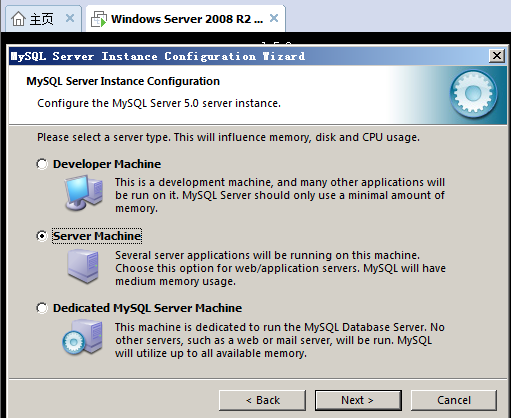 主页
Windows Server 2008 R2 ...
MySQL Server Instance Configuration Wizard
MySQL Server Instance Configuration
Configure the MySQL Server 5.0 server instance.
Please select a server type. This will influence memory, disk and CPU usage.
Developer Machine
This is a development machine, and many other applications will
be run on it. MySQL Server should only use a minimal amount of
memory.
Server Machine
Several server applications will be running on this machine.
Choose this option for web/application servers. MySQL will have
medium memory usage.
Dedicated MySQL Server Machine
This machine is dedicated to run the MySQL Database Server. No
other servers, such as a web or mail server, will be run. MySQL
will utilize up to all available memory.
< Back
Next >
Cancel